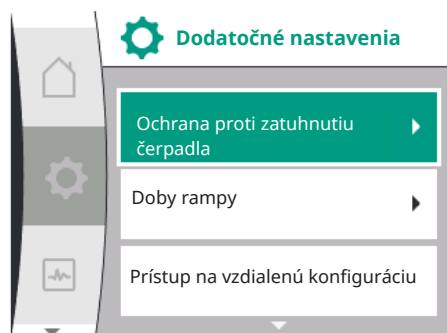 Dodatočné nastavenia
Ochrana proti zatuhnutiu
čerpadla
Doby rampy
Prístup na vzdialenú konfiguráciu